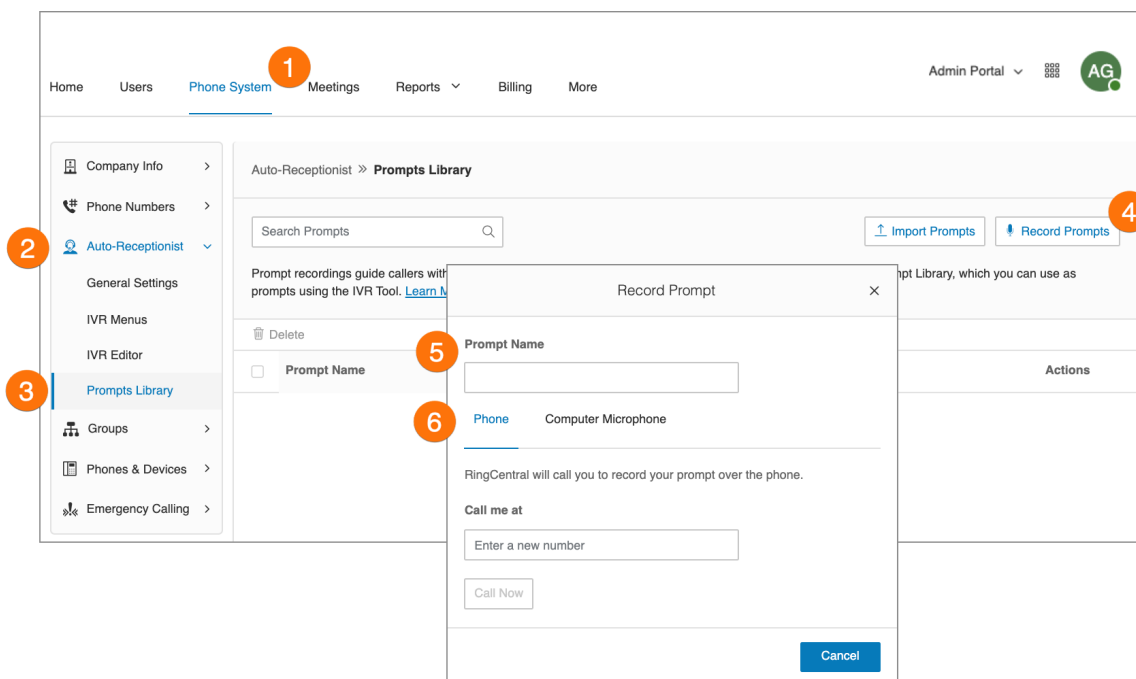 1
Home Users Phone System Meetings Reports Billing More Admin Portal AG
Company Info
Phone Numbers
2 Auto-Receptionist
General Settings
IVR Menus
IVR Editor
3 Prompts Library
Groups
Phones & Devices
Emergency Calling
Auto-Receptionist » Prompts Library
4
Search Prompts Import Prompts Record Prompts
Prompt recordings guide callers with pt Library, which you can use as
prompts using the IVR Tool. Learn M
Delete
Prompt Name Actions
Record Prompt ×
5 Prompt Name
6 Phone Computer Microphone
RingCentral will call you to record your prompt over the phone.
Call me at
Enter a new number
Call Now
Cancel